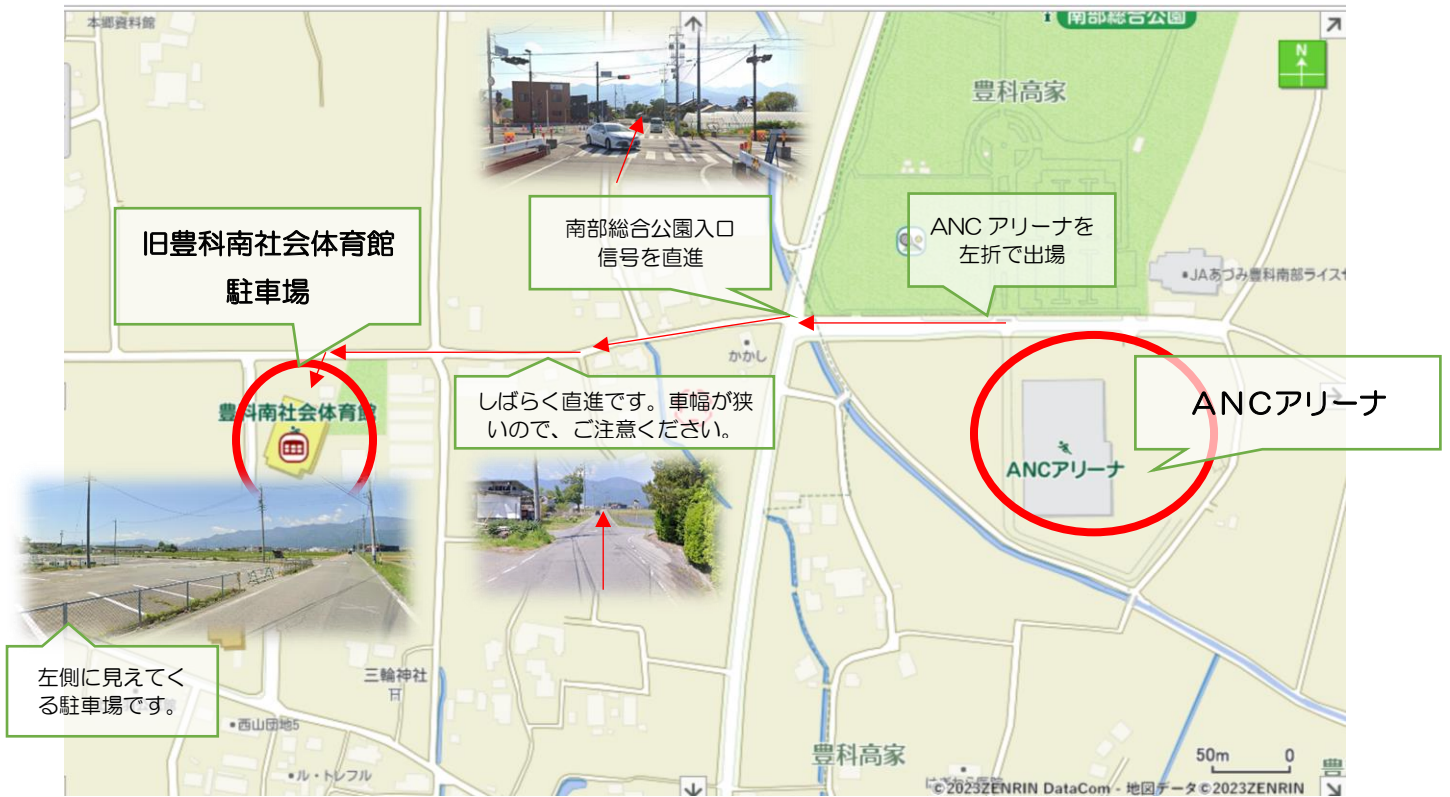 本郷資料館
南部総合公園
N
豊科高家
旧豊科南社会体育館
駐車場
南部総合公園入口
信号を直進
ANC アリーナを
左折で出場
JAあづみ豊科南部ライスセ
かかし
しばらく直進です。車幅が狭
いので、ご注意ください。
ANCアリーナ
豊科南社会体育館
ANCアリーナ
左側に見えてく
る駐車場です。
三輪神社
西山団地5
ル・トレフル
豊科高家
50m 0
豊
©2023ZENRIN DataCom - 地図データ©2023ZENRIN